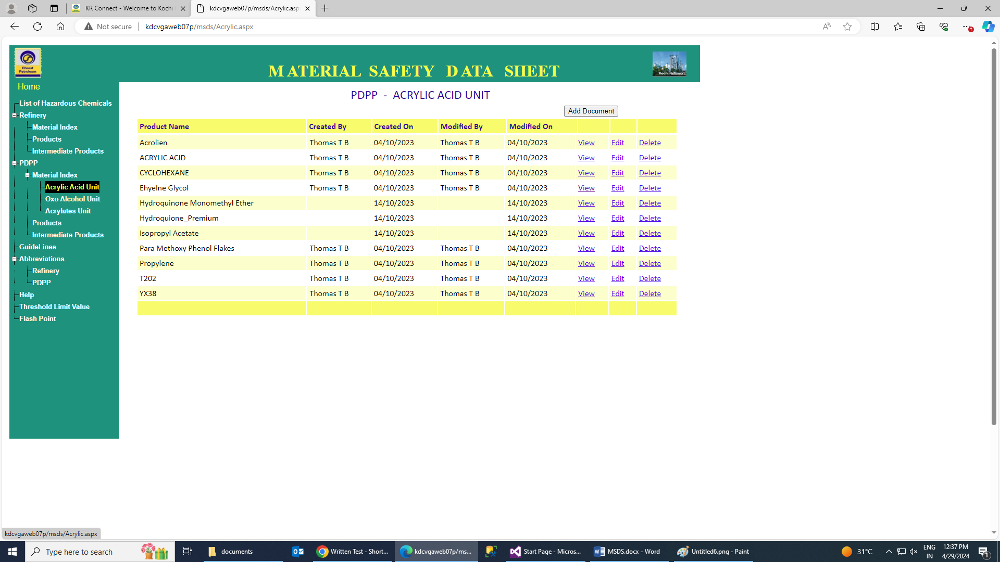 KR Connect - Welcome to Kochi
kdcvgaweb07p/msds/Acrylic.asp
Not secure kdcvgaweb07p/msds/Acrylic.aspx
Bharat Petroleum
MATERIAL SAFETY DATA SHEET
Kochi Refinery
Home
List of Hazardous Chemicals
Refinery
Material Index
Products
Intermediate Products
PDPP
Material Index
Acrylic Acid Unit
Oxo Alcohol Unit
Acrylates Unit
Products
Intermediate Products
GuideLines
Abbreviations
Refinery
PDPP
Help
Threshold Limit Value
Flash Point
PDPP - ACRYLIC ACID UNIT
Add Document
Product Name Created By Created On Modified By Modified On
Acrolien Thomas T B 04/10/2023 Thomas T B 04/10/2023 View Edit Delete
ACRYLIC ACID Thomas T B 04/10/2023 Thomas T B 04/10/2023 View Edit Delete
CYCLOHEXANE Thomas T B 04/10/2023 Thomas T B 04/10/2023 View Edit Delete
Ehyelne Glycol Thomas T B 04/10/2023 Thomas T B 04/10/2023 View Edit Delete
Hydroquinone Monomethyl Ether 14/10/2023 14/10/2023 View Edit Delete
Hydroquione_Premium 14/10/2023 14/10/2023 View Edit Delete
Isopropyl Acetate 14/10/2023 14/10/2023 View Edit Delete
Para Methoxy Phenol Flakes Thomas T B 04/10/2023 Thomas T B 04/10/2023 View Edit Delete
Propylene Thomas T B 04/10/2023 Thomas T B 04/10/2023 View Edit Delete
T202 Thomas T B 04/10/2023 Thomas T B 04/10/2023 View Edit Delete
YX38 Thomas T B 04/10/2023 Thomas T B 04/10/2023 View Edit Delete
kdcvgaweb07p/msds/Acrylic.aspx
Type here to search
documents
Written Test - Short...
kdcvgaweb07p/ms...
Start Page - Micros...
MSDS.docx - Word
Untitled6.png - Paint
31°C
ENG
IN
12:37 PM
4/29/2024
1